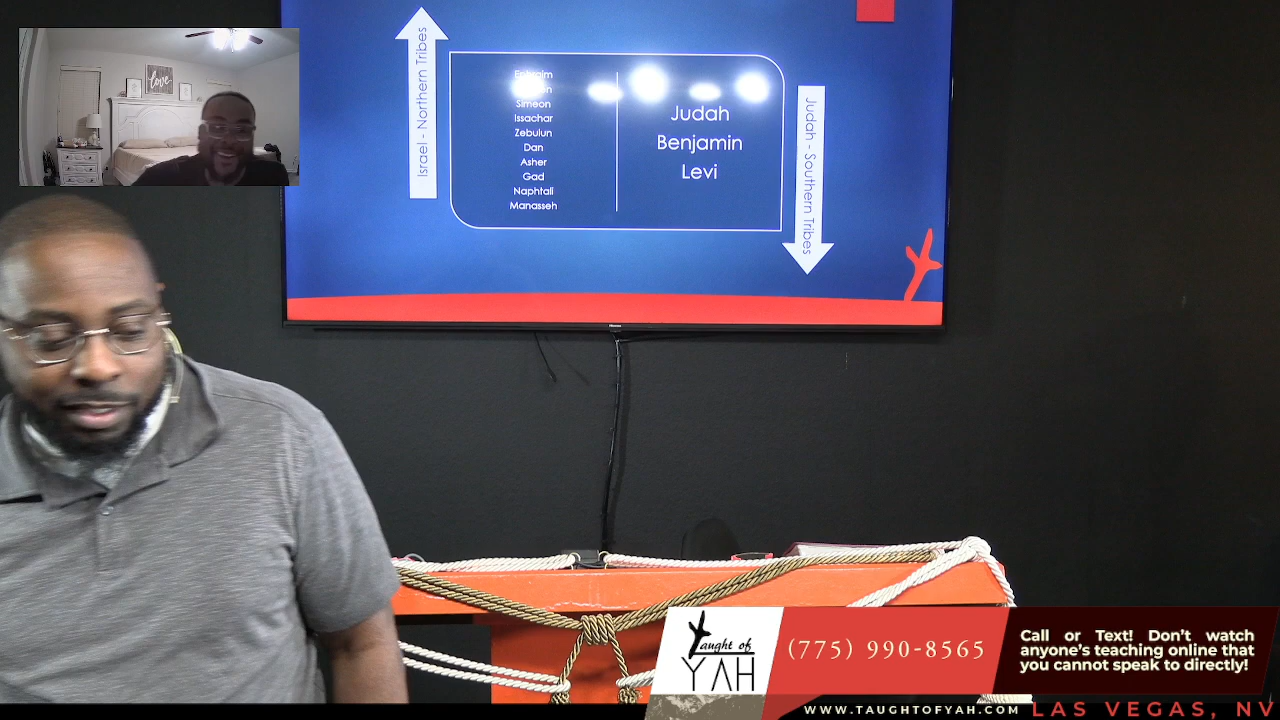 love
Israel - Northern Tribes
Ephraim
Simeon
Issachar
Zebulun
Dan
Asher
Gad
Naphtali
Manasseh
Judah
Benjamin
Levi
Judah - Southern Tribes
Hisense
taught of
YAH
(775) 990-8565
Call or Text! Don't watch
anyone's teaching online that
you cannot speak to directly!
WWW.TAUGHTOFYAH.COM
LAS VEGAS, NV